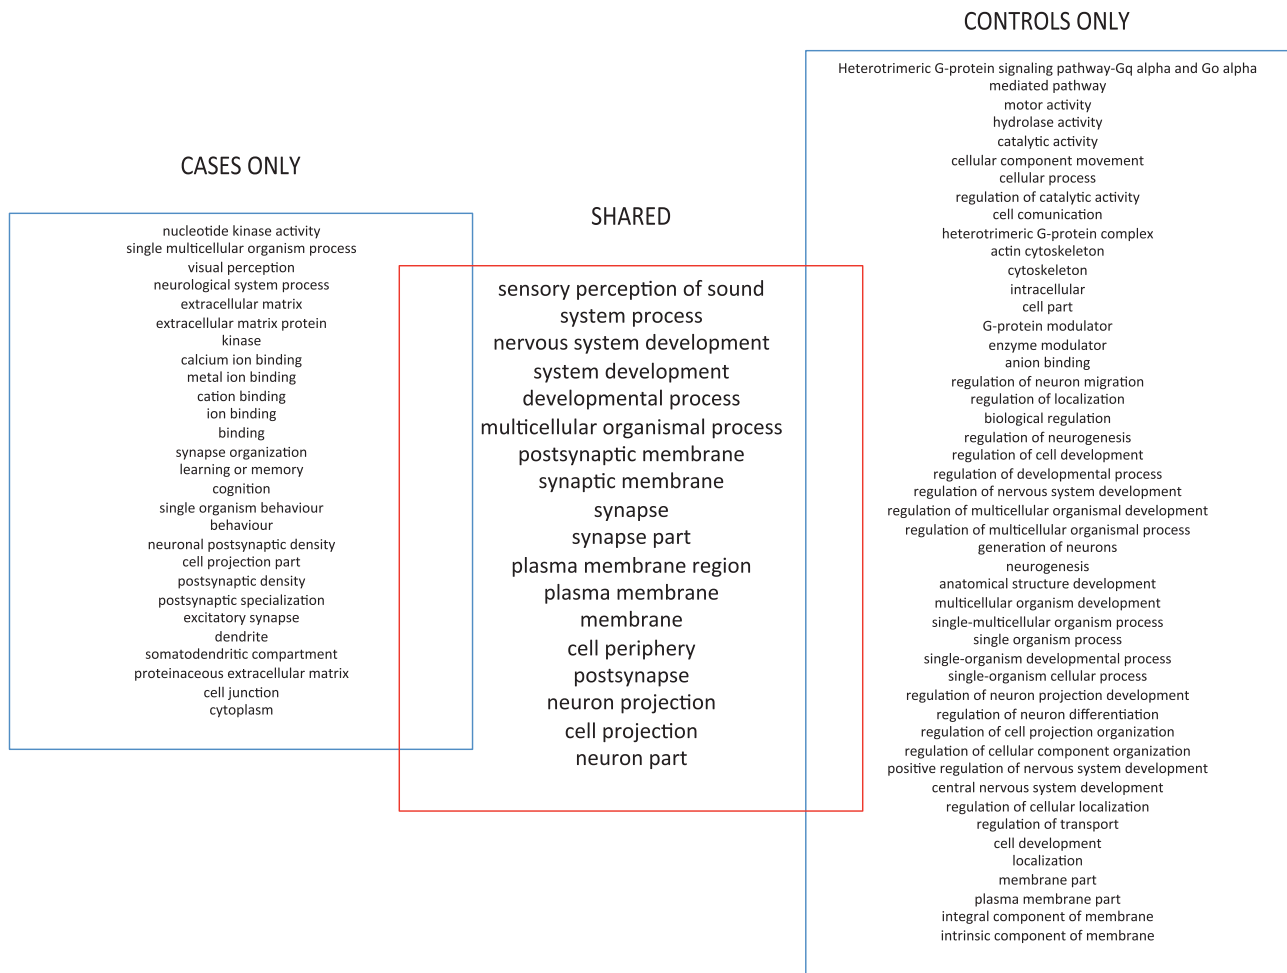 CASES ONLY
nucleotide kinase activity
single multicellular organism process
visual perception
neurological system process
extracellular matrix
extracellular matrix protein
kinase
calcium ion binding
metal ion binding
cation binding
ion binding
binding
synapse organization
learning or memory
cognition
single organism behaviour
behaviour
neuronal postsynaptic density
cell projection part
postsynaptic density
postsynaptic specialization
excitatory synapse
dendrite
somatodendritic compartment
proteinaceous extracellular matrix
cell junction
cytoplasm
SHARED
sensory perception of sound
system process
nervous system development
system development
developmental process
multicellular organismal process
postsynaptic membrane
synaptic membrane
synapse
synapse part
plasma membrane region
plasma membrane
membrane
cell periphery
postsynapse
neuron projection
cell projection
neuron part
CONTROLS ONLY
Heterotrimeric G-protein signaling pathway-Gq alpha and Go alpha
mediated pathway
motor activity
hydrolase activity
catalytic activity
cellular component movement
cellular process
regulation of catalytic activity
cell comunication
heterotrimeric G-protein complex
actin cytoskeleton
cytoskeleton
intracellular
cell part
G-protein modulator
enzyme modulator
anion binding
regulation of neuron migration
regulation of localization
biological regulation
regulation of neurogenesis
regulation of cell development
regulation of developmental process
regulation of nervous system development
regulation of multicellular organismal development
regulation of multicellular organismal process
generation of neurons
neurogenesis
anatomical structure development
multicellular organism development
single-multicellular organism process
single organism process
single-organism developmental process
single-organism cellular process
regulation of neuron projection development
regulation of neuron differentiation
regulation of cell projection organization
regulation of cellular component organization
positive regulation of nervous system development
central nervous system development
regulation of cellular localization
regulation of transport
cell development
localization
membrane part
plasma membrane part
integral component of membrane
intrinsic component of membrane